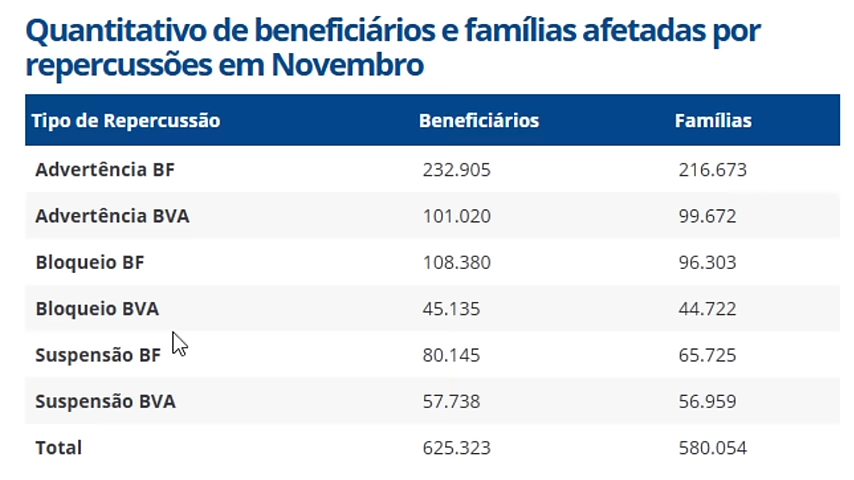 Quantitativo de beneficiários e famílias afetadas por
repercussões em Novembro
Tipo de Repercussão Beneficiários Famílias
Advertência BF 232.905 216.673
Advertência BVA 101.020 99.672
Bloqueio BF 108.380 96.303
Bloqueio BVA 45.135 44.722
Suspensão BF 80.145 65.725
Suspensão BVA 57.738 56.959
Total 625.323 580.054